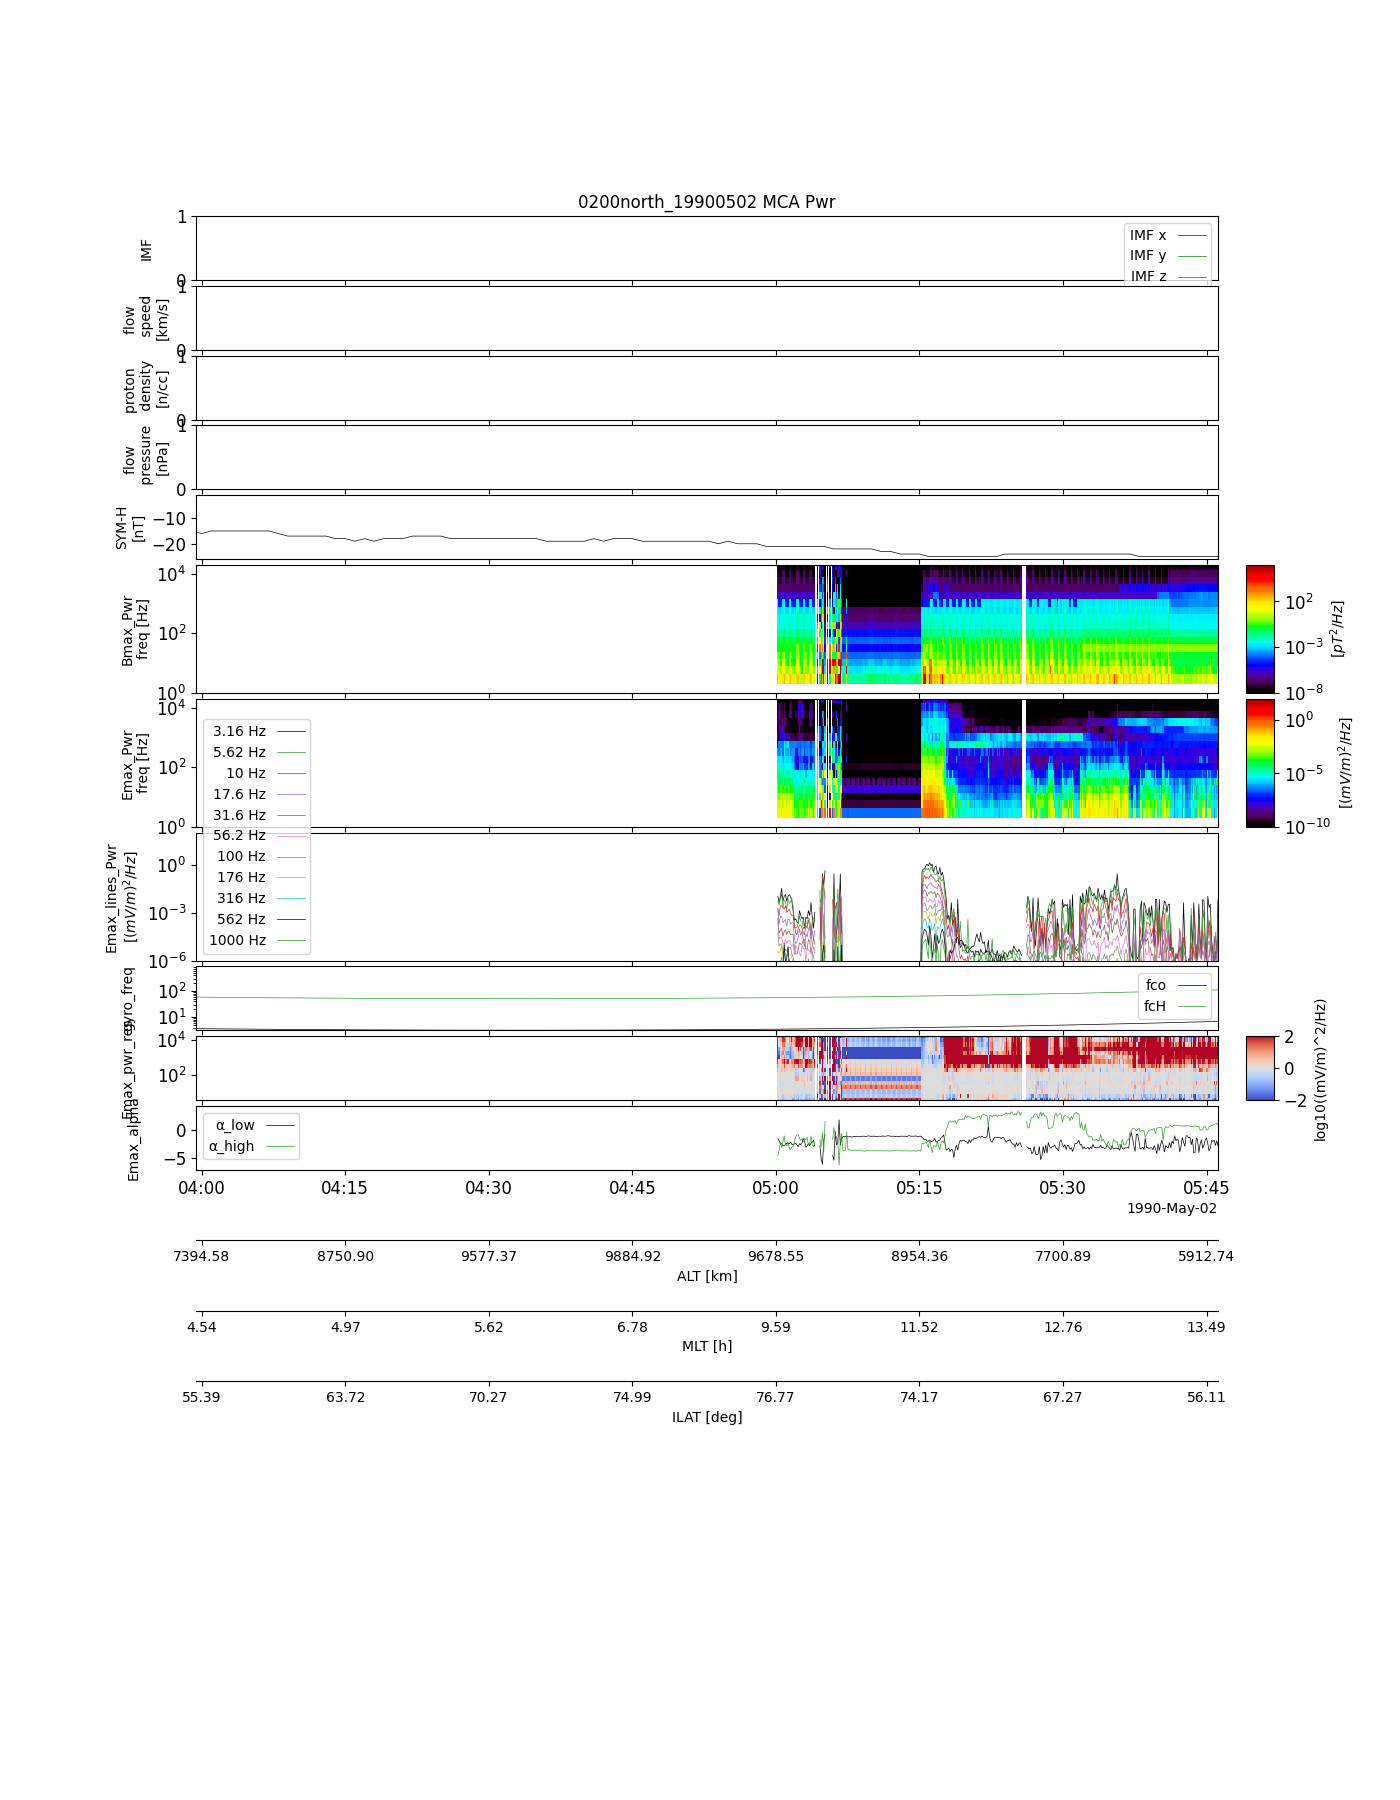 0200north_19900502 MCA Pwr
1
0
IMF
IMF x
IMF y
IMF z
1
0
flow
speed
[km/s]
1
0
proton
density
[n/cc]
1
0
flow
pressure
[nPa]
−10
−20
SYM-H
[nT]
10^4
10^2
10^0
Bmax_Pwr
freq [Hz]
10^2
10^−3
10^−8
[pT^2/Hz]
10^4
10^2
10^0
Emax_Pwr
freq [Hz]
10^0
10^−5
10^−10
[(mV/m)^2/Hz]
3.16 Hz
5.62 Hz
10 Hz
17.6 Hz
31.6 Hz
56.2 Hz
100 Hz
176 Hz
316 Hz
562 Hz
1000 Hz
10^0
10^−3
10^−6
Emax_lines_Pwr
[(mV/m)^2/Hz]
10^2
10^1
gyro_freq
fco
fcH
10^4
10^2
Emax_pwr_reg
2
0
−2
log10((mV/m)^2/Hz)
0
−5
Emax_alpha
α_low
α_high
04:00 04:15 04:30 04:45 05:00 05:15 05:30 05:45
1990-May-02
7394.58 8750.90 9577.37 9884.92 9678.55 8954.36 7700.89 5912.74
ALT [km]
4.54 4.97 5.62 6.78 9.59 11.52 12.76 13.49
MLT [h]
55.39 63.72 70.27 74.99 76.77 74.17 67.27 56.11
ILAT [deg]